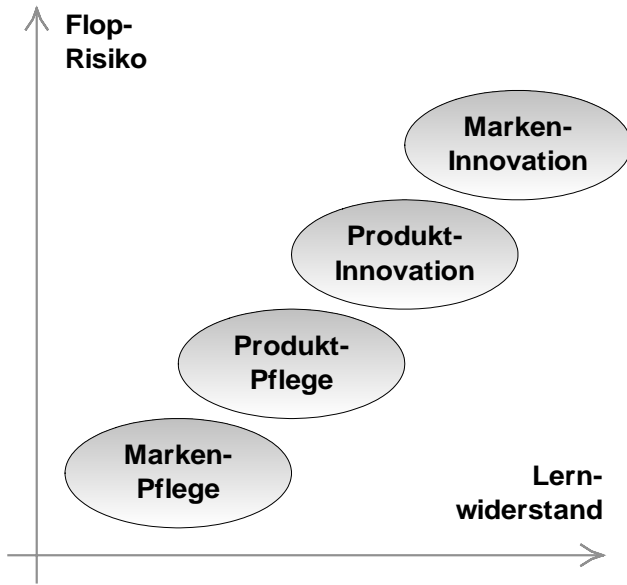 Flop-
Risiko
Marken-
Innovation
Produkt-
Innovation
Produkt-
Pflege
Marken-
Pflege
Lern-
widerstand